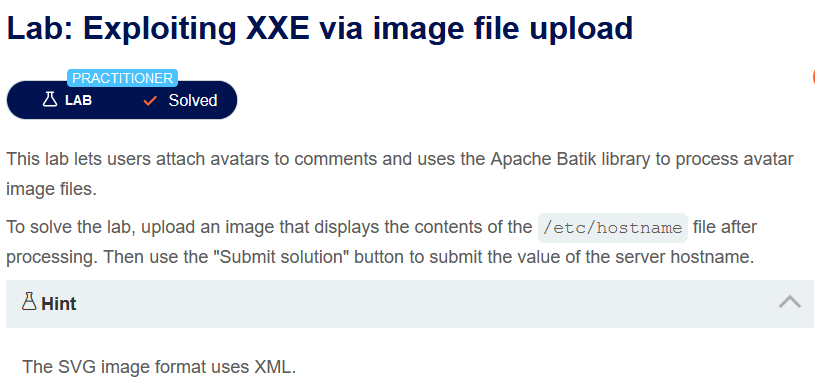 Lab: Exploiting XXE via image file upload
PRACTITIONER
LAB Solved
This lab lets users attach avatars to comments and uses the Apache Batik library to process avatar
image files.
To solve the lab, upload an image that displays the contents of the /etc/hostname file after
processing. Then use the "Submit solution" button to submit the value of the server hostname.
Hint
The SVG image format uses XML.